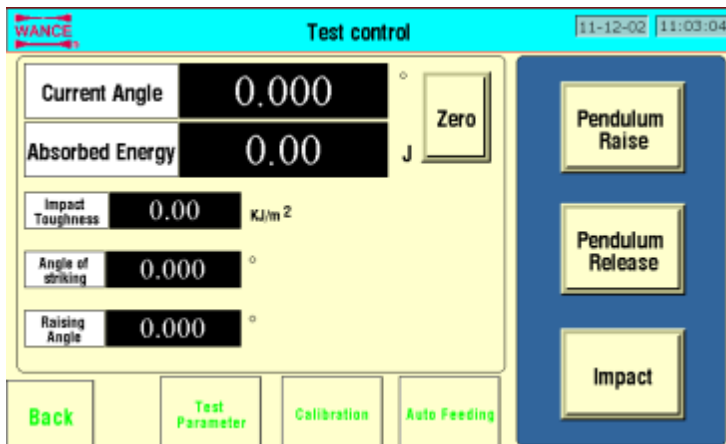 WANCE
Test control
11-12-02 11:03:04
Current Angle 0.000 °
Zero
Absorbed Energy 0.00 J
Impact
Toughness
0.00 KJ/m 2
Angle of
striking
0.000 °
Raising
Angle
0.000 °
Pendulum
Raise
Pendulum
Release
Impact
Back
Test
Parameter
Calibration
Auto Feeding